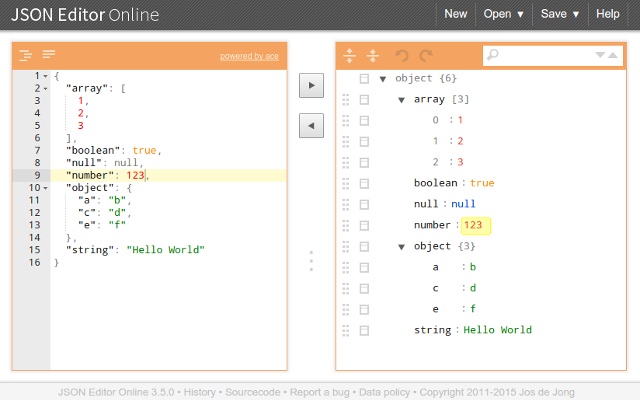 JSON Editor Online
New Open ▼ Save ▼ Help
powered by ace
1 {
2 "array": [
3 1,
4 2,
5 3
6 ],
7 "boolean": true,
8 "null": null,
9 "number": 123,
10 "object": {
11 "a": "b",
12 "c": "d",
13 "e": "f"
14 },
15 "string": "Hello World"
16 }
object {6}
array [3]
0 : 1
1 : 2
2 : 3
boolean : true
null : null
number : 123
object {3}
a : b
c : d
e : f
string : Hello World
JSON Editor Online 3.5.0 • History • Sourcecode • Report a bug • Data policy • Copyright 2011-2015 Jos de Jong